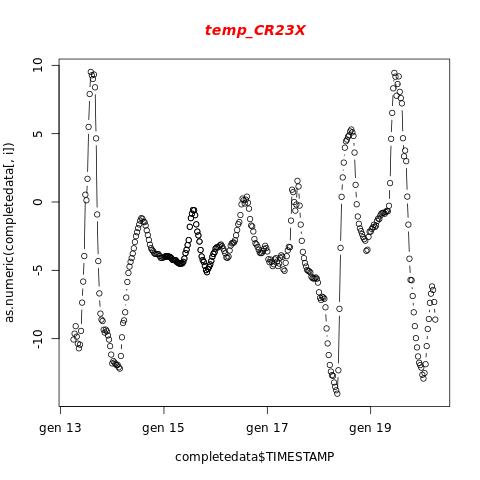 temp_CR23X
as.numeric(completedata[, i])
10
5
0
-5
-10
gen 13
gen 15
gen 17
gen 19
completedata$TIMESTAMP